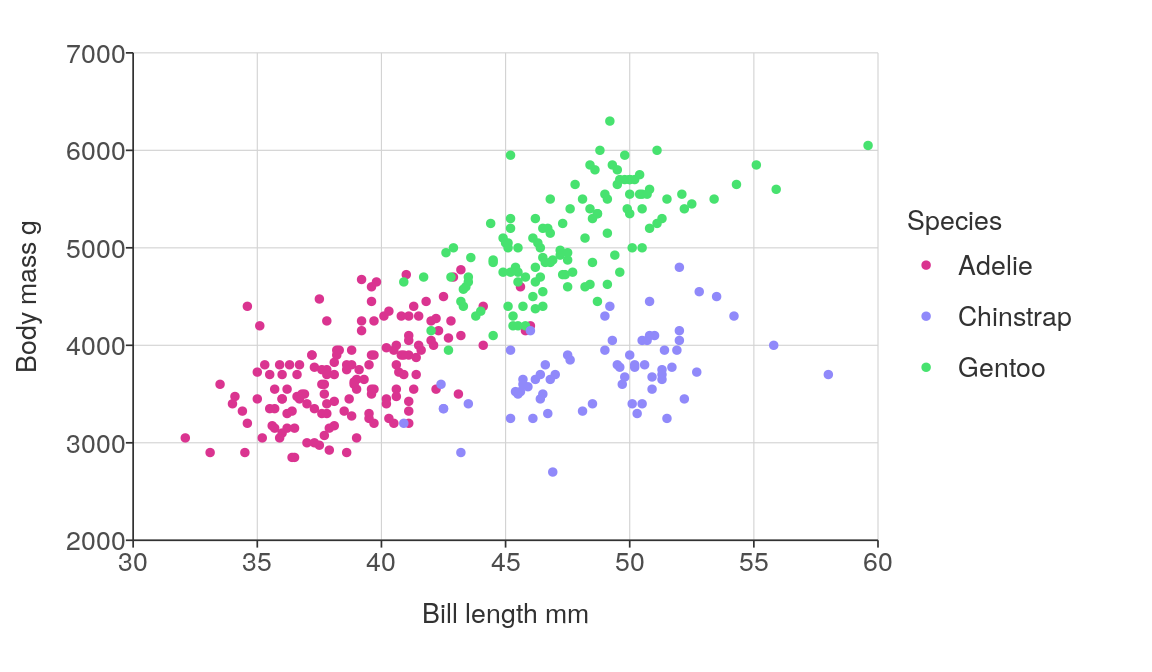 7000
6000
5000
4000
3000
2000
30 35 40 45 50 55 60
Body mass g
Bill length mm
Species
Adelie
Chinstrap
Gentoo